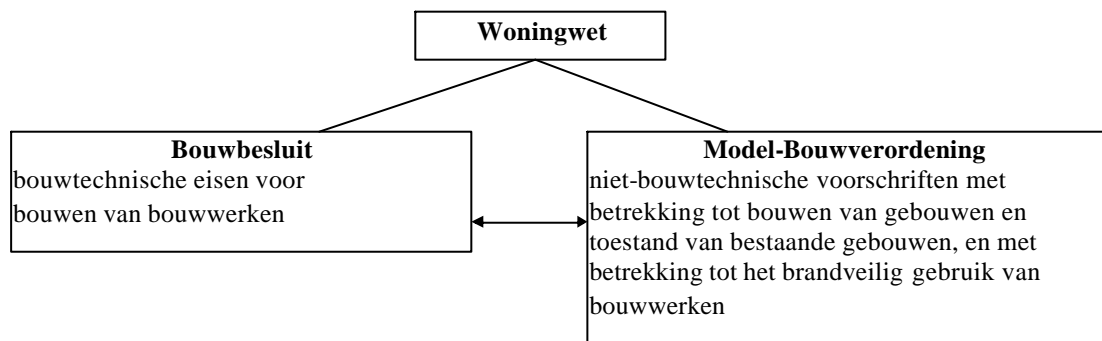 Woningwet
Bouwbesluit
bouwtechnische eisen voor
bouwen van bouwwerken
Model-Bouwverordening
niet-bouwtechnische voorschriften met
betrekking tot bouwen van gebouwen en
toestand van bestaande gebouwen, en met
betrekking tot het brandveilig gebruik van
bouwwerken